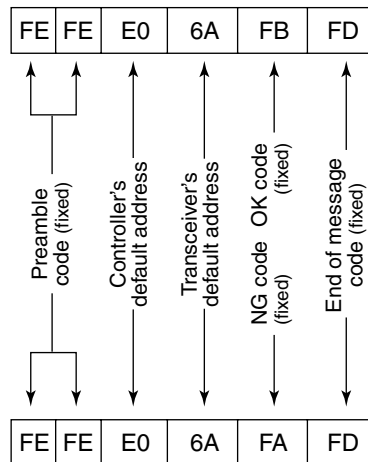 FE FE E0 6A FB FD
Preamble
code (fixed)
Controller's
default address
Transceiver's
default address
OK code
(fixed)
NG code
(fixed)
End of message
code (fixed)
FE FE E0 6A FA FD